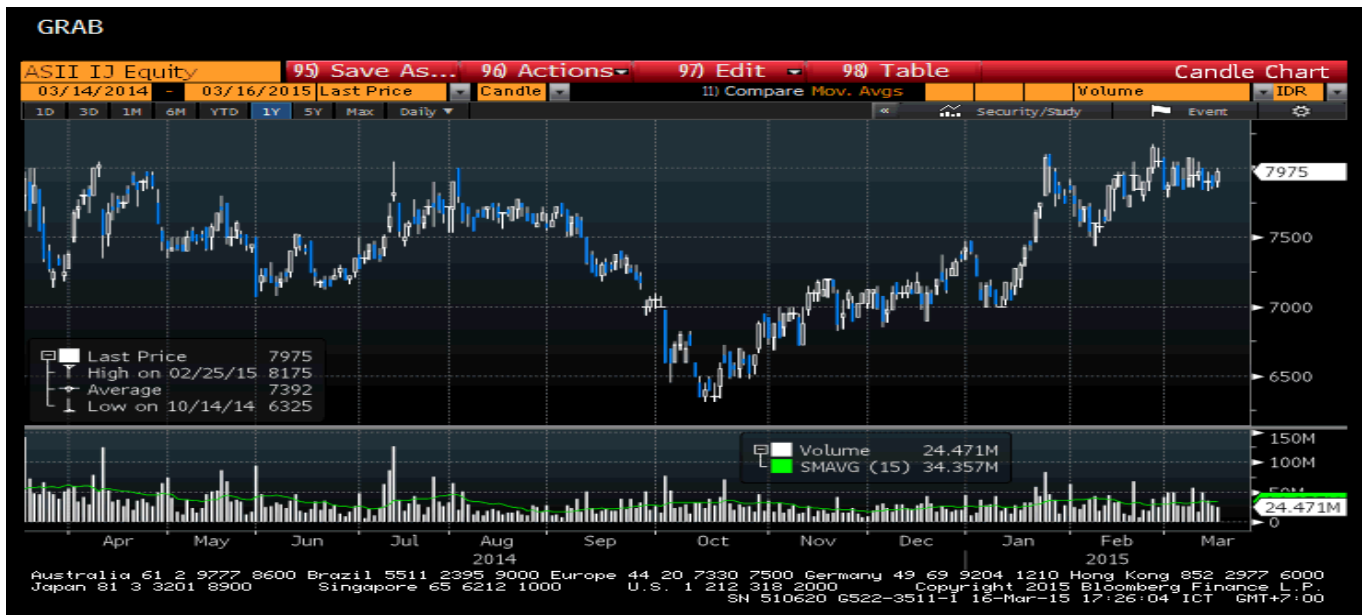 GRAB
ASII IJ Equity 95) Save As... 96) Actions 97) Edit 98) Table Candle Chart
03/14/2014 - 03/16/2015 Last Price Candle 11) Compare Mov. Avgs Volume IDR
1D 3D 1M 6M YTD 1Y 5Y Max Daily « Security/Study Event
7975
7500
7000
6500
Last Price 7975
High on 02/25/15 8175
Average 7392
Low on 10/14/14 6325
150M
100M
50M
24.471M
0
Volume 24.471M
SMAVG (15) 34.357M
Apr May Jun Jul Aug Sep Oct Nov Dec Jan Feb Mar
2014 2015
Australia 61 2 9777 8600 Brazil 5511 2395 9000 Europe 44 20 7330 7500 Germany 49 69 9204 1210 Hong Kong 852 2977 6000
Japan 81 3 3201 8900 Singapore 65 6212 1000 U.S. 1 212 318 2000 Copyright 2015 Bloomberg Finance L.P.
SN 510620 G522-3511-1 16-Mar-15 17:26:04 ICT GMT+7:00